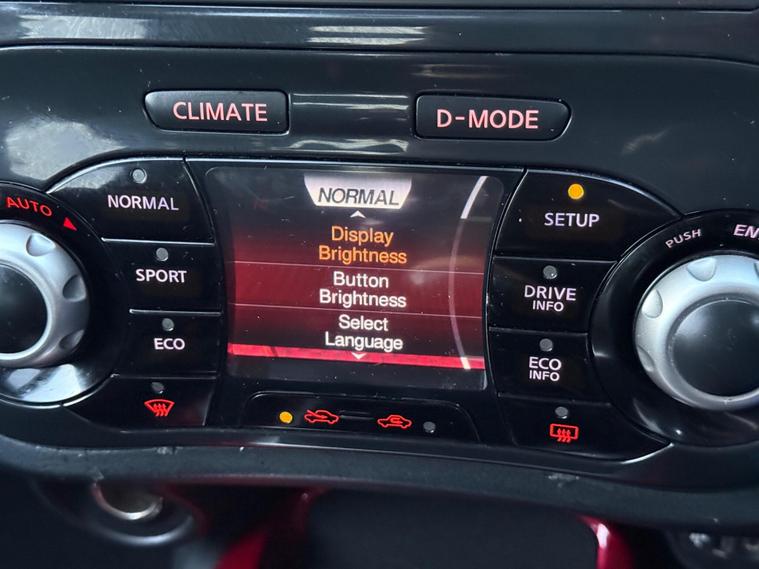 CLIMATE
D-MODE
AUTO
NORMAL
NORMAL
SETUP
PUSH
Display
Brightness
SPORT
Button
Brightness
DRIVE
INFO
ECO
Select
Language
ECO
INFO